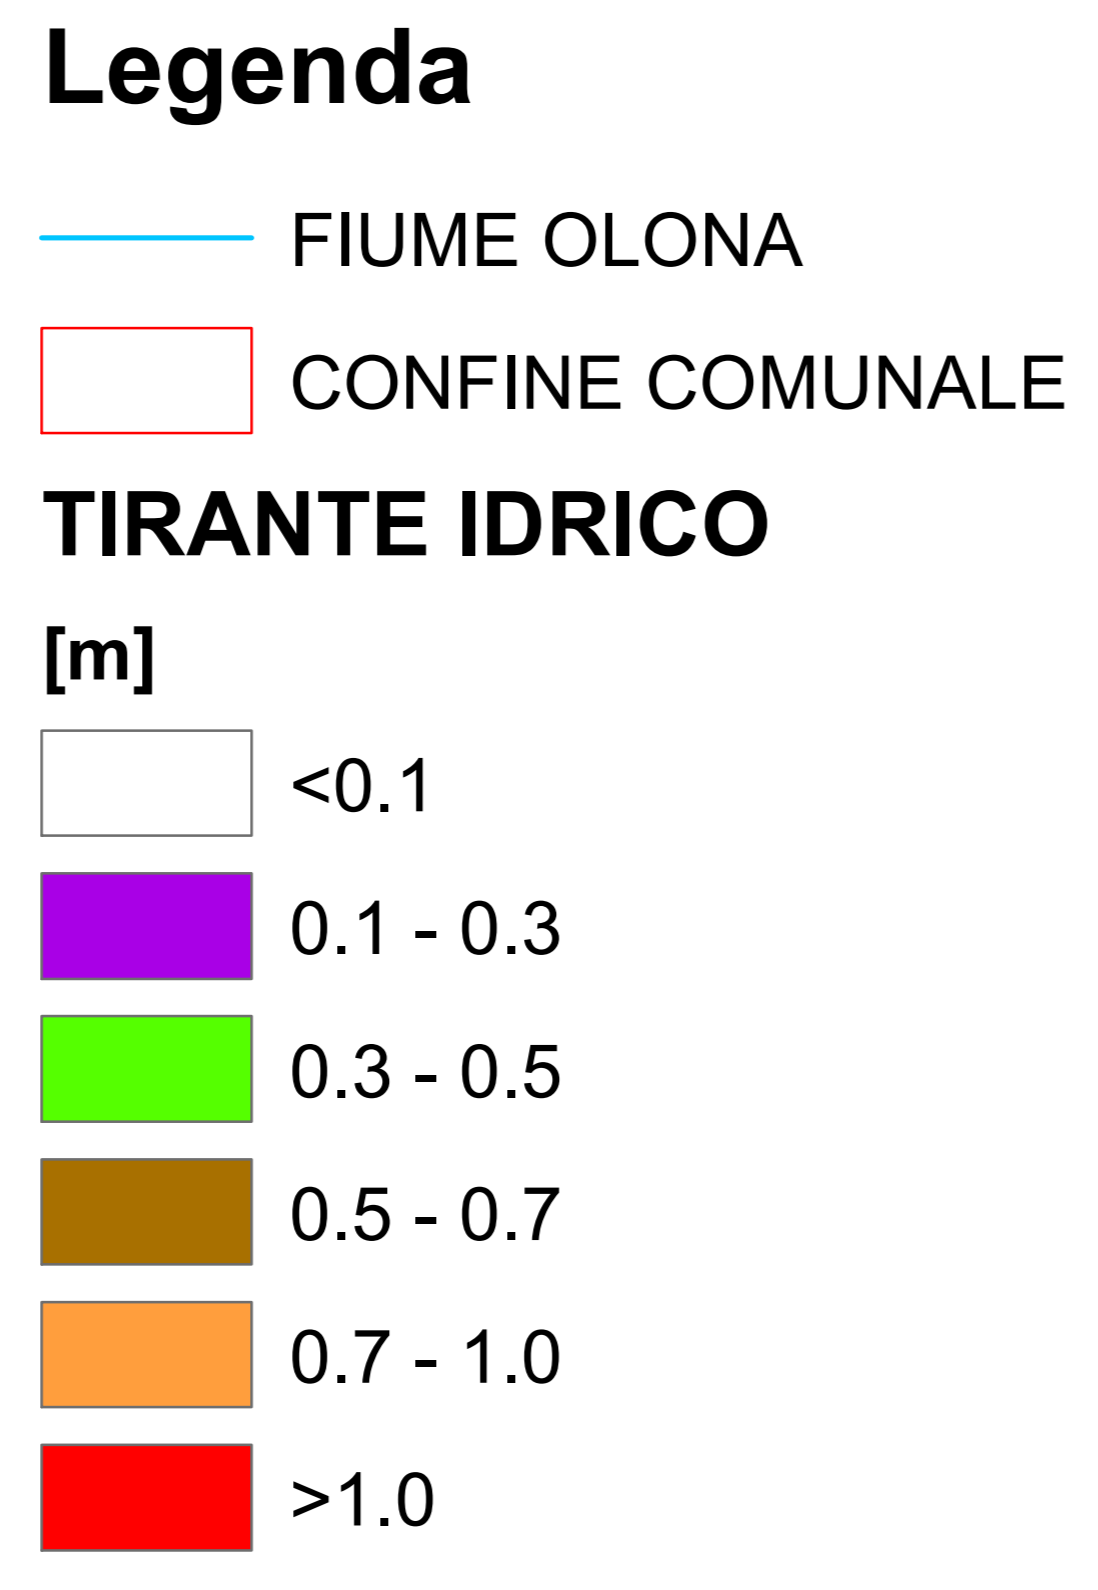 Legenda
FIUME OLONA
CONFINE COMUNALE
TIRANTE IDRICO
[m]
<0.1
0.1 - 0.3
0.3 - 0.5
0.5 - 0.7
0.7 - 1.0
>1.0